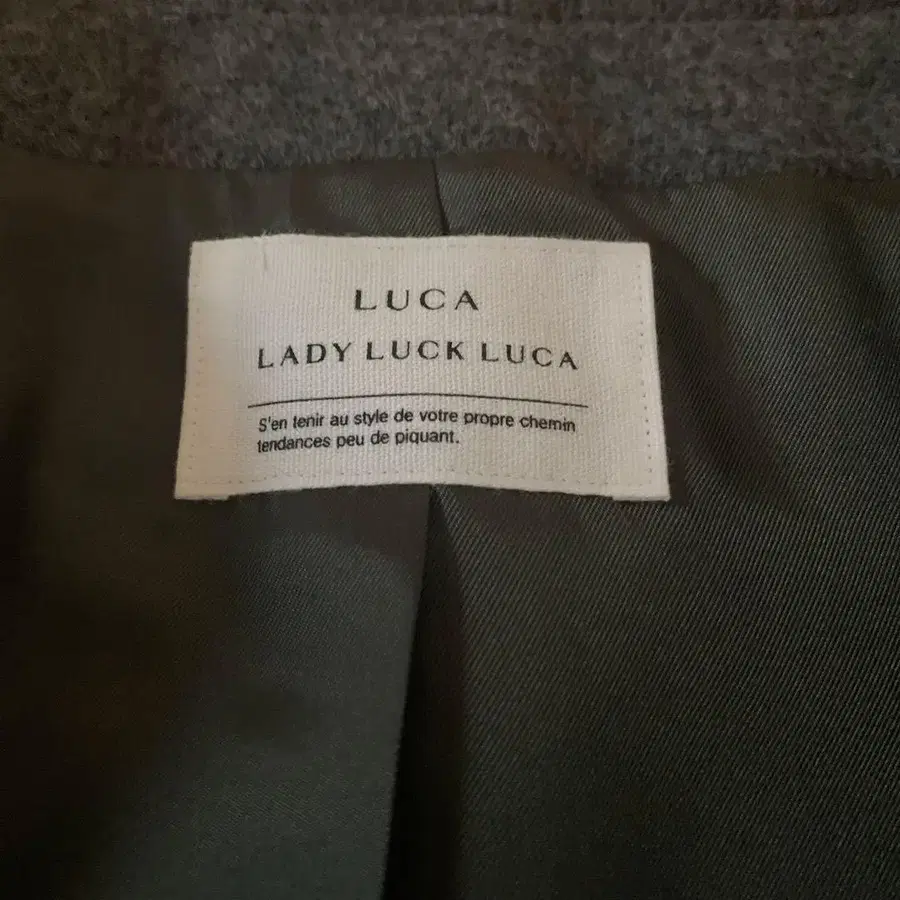 LUCA
LADY LUCK LUCA
S'en tenir au style de votre propre chemin
tendances peu de piquant.